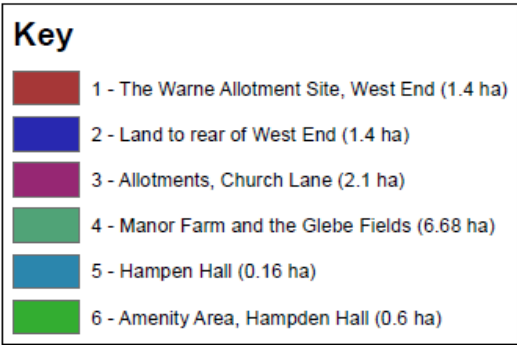 Key
1 - The Warne Allotment Site, West End (1.4 ha)
2 - Land to rear of West End (1.4 ha)
3 - Allotments, Church Lane (2.1 ha)
4 - Manor Farm and the Glebe Fields (6.68 ha)
5 - Hampen Hall (0.16 ha)
6 - Amenity Area, Hampden Hall (0.6 ha)